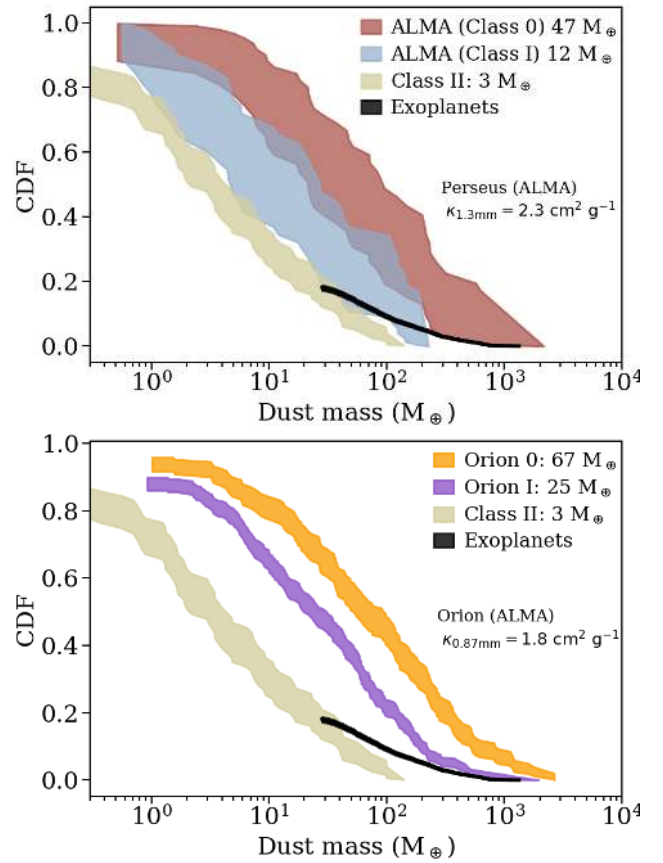 1.0
0.8
0.6
0.4
0.2
0.0
CDF
ALMA (Class 0) 47 M⊕
ALMA (Class I) 12 M⊕
Class II: 3 M⊕
Exoplanets
Perseus (ALMA)
κ1.3mm = 2.3 cm² g⁻¹
10⁰ 10¹ 10² 10³ 10⁴
Dust mass (M⊕)
1.0
0.8
0.6
0.4
0.2
0.0
CDF
Orion 0: 67 M⊕
Orion I: 25 M⊕
Class II: 3 M⊕
Exoplanets
Orion (ALMA)
κ0.87mm = 1.8 cm² g⁻¹
10⁰ 10¹ 10² 10³ 10⁴
Dust mass (M⊕)